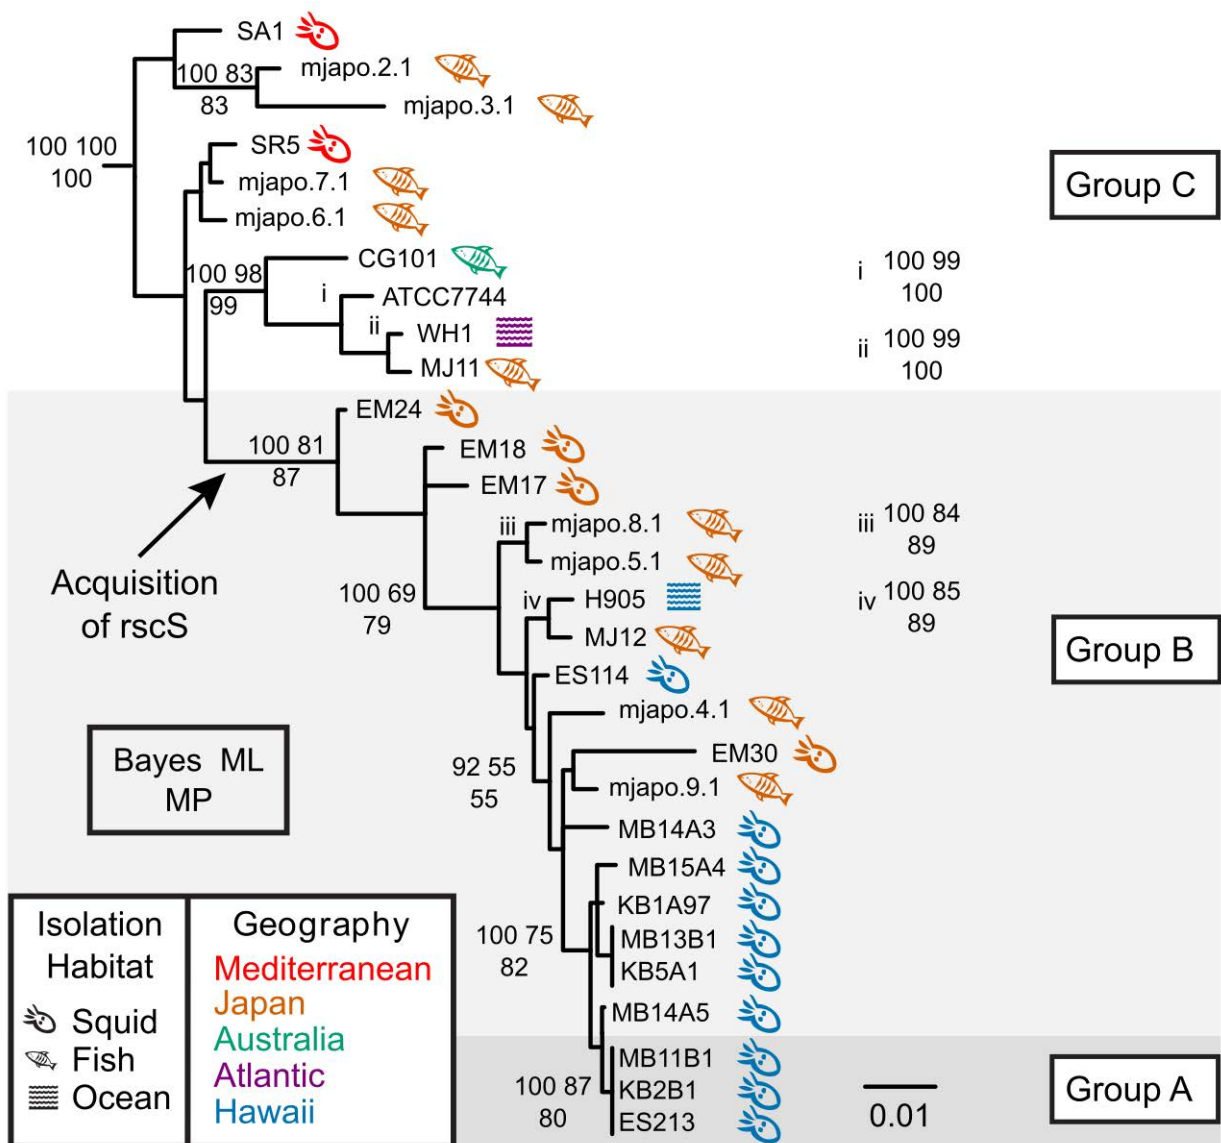 SA1
100 83
mjapo.2.1
83
mjapo.3.1
100 100
100
SR5
mjapo.7.1
mjapo.6.1
Group C
CG101
100 98
99
i
ATCC7744
ii
WH1
MJ11
i 100 99
100
ii 100 99
100
EM24
100 81
87
EM18
EM17
Acquisition
of rscS
iii
mjapo.8.1
mjapo.5.1
iii 100 84
89
100 69
79
iv
H905
MJ12
iv 100 85
89
Group B
ES114
mjapo.4.1
Bayes ML
MP
92 55
55
EM30
mjapo.9.1
MB14A3
MB15A4
KB1A97
100 75
82
MB13B1
KB5A1
MB14A5
MB11B1
KB2B1
ES213
100 87
80
0.01
Group A
Isolation
Habitat
Squid
Fish
Ocean
Geography
Mediterranean
Japan
Australia
Atlantic
Hawaii